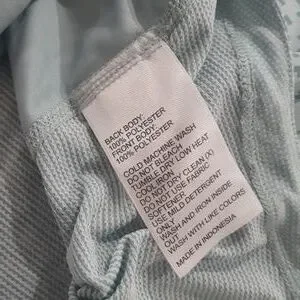 BACK BODY:
100% POLYESTER
FRONT BODY:
100% POLYESTER
COLD MACHINE WASH
DO NOT BLEACH
TUMBLE DRY LOW HEAT
COOL IRON
DO NOT DRY CLEAN (X)
DO NOT USE FABRIC
SOFTENER
USE MILD DETERGENT
ONLY
WASH AND IRON INSIDE
OUT
WASH WITH LIKE COLORS
MADE IN INDONESIA